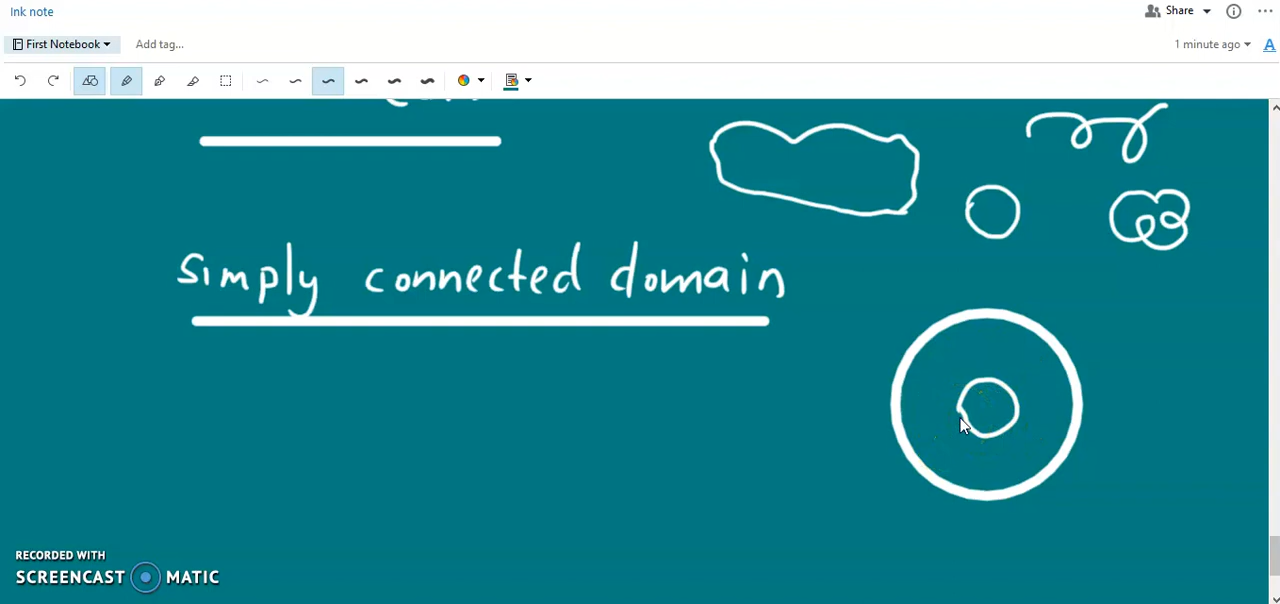 Ink note
Share
First Notebook
Add tag...
1 minute ago
A
Simply connected domain
RECORDED WITH
SCREENCAST MATIC